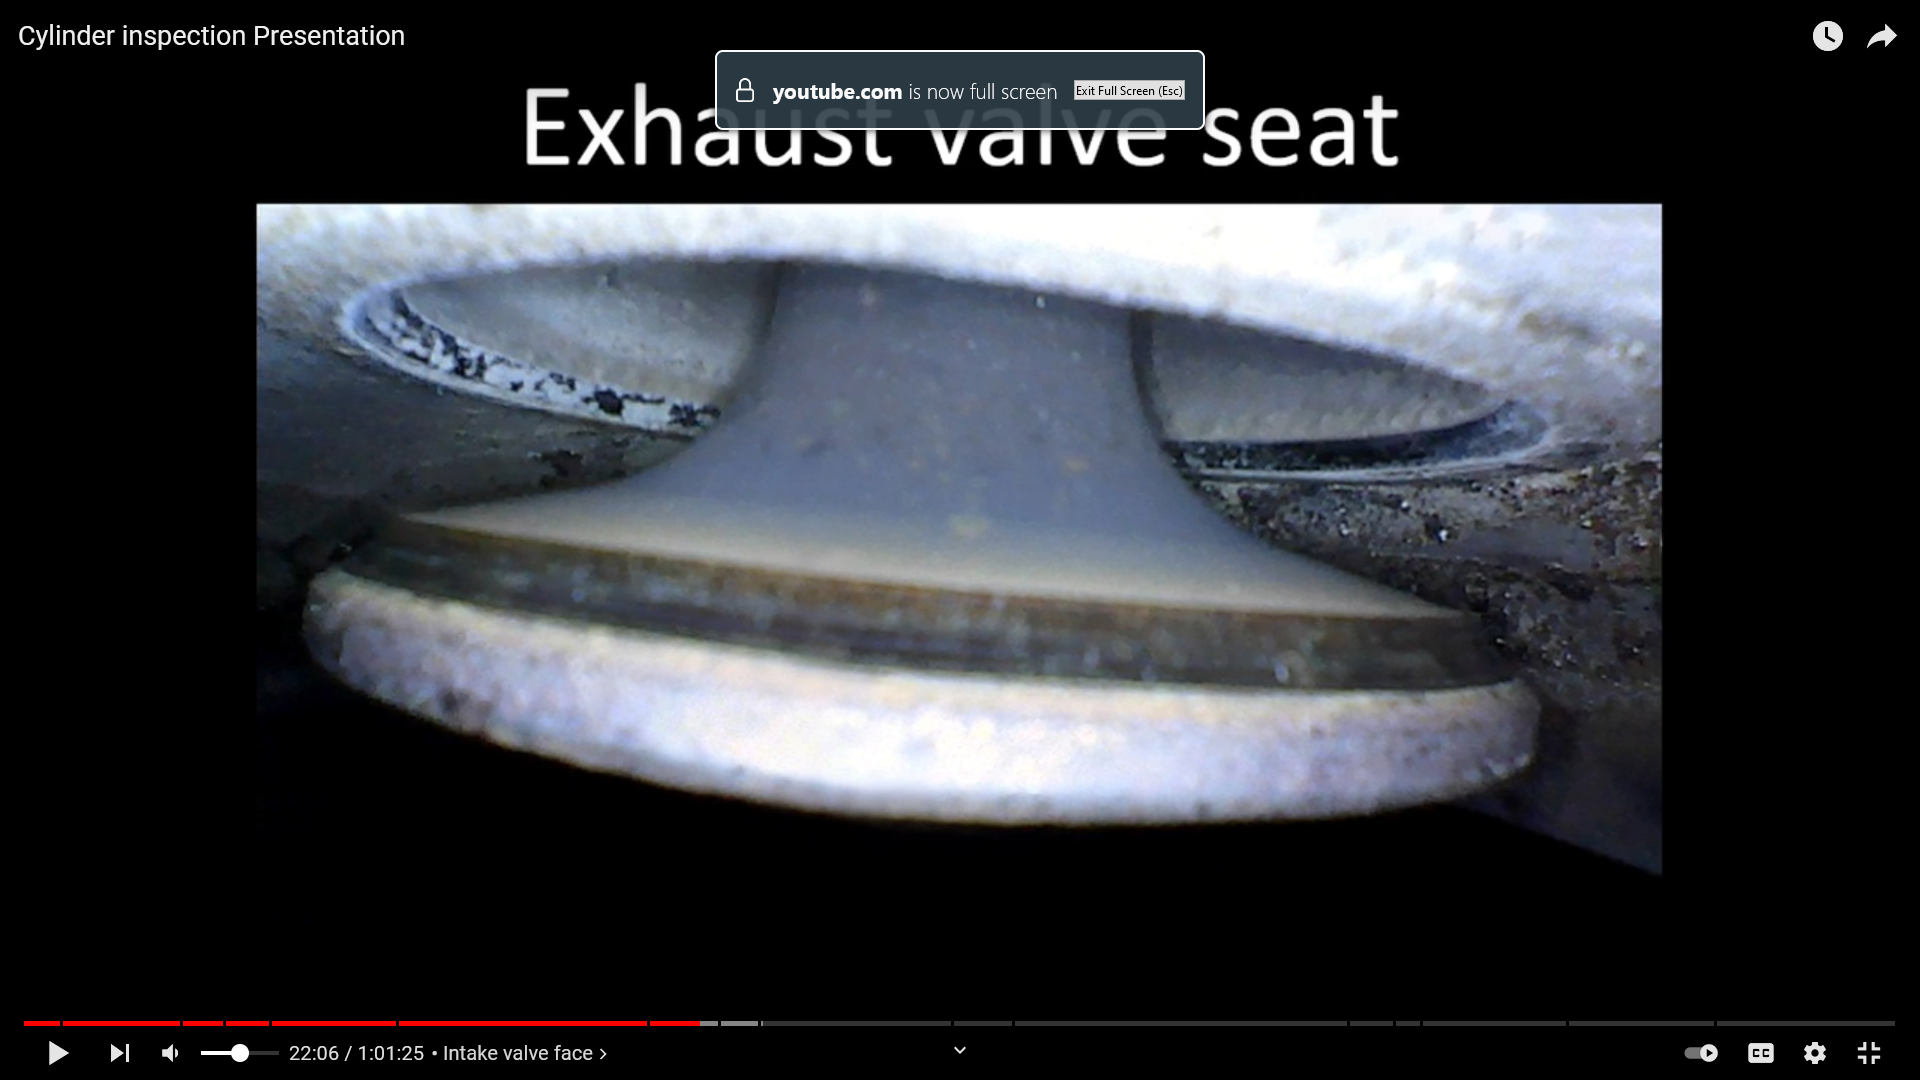 Cylinder inspection Presentation
youtube.com is now full screen
Exit Full Screen (Esc)
Exhaust valve seat
22:06 / 1:01:25 • Intake valve face >
CC